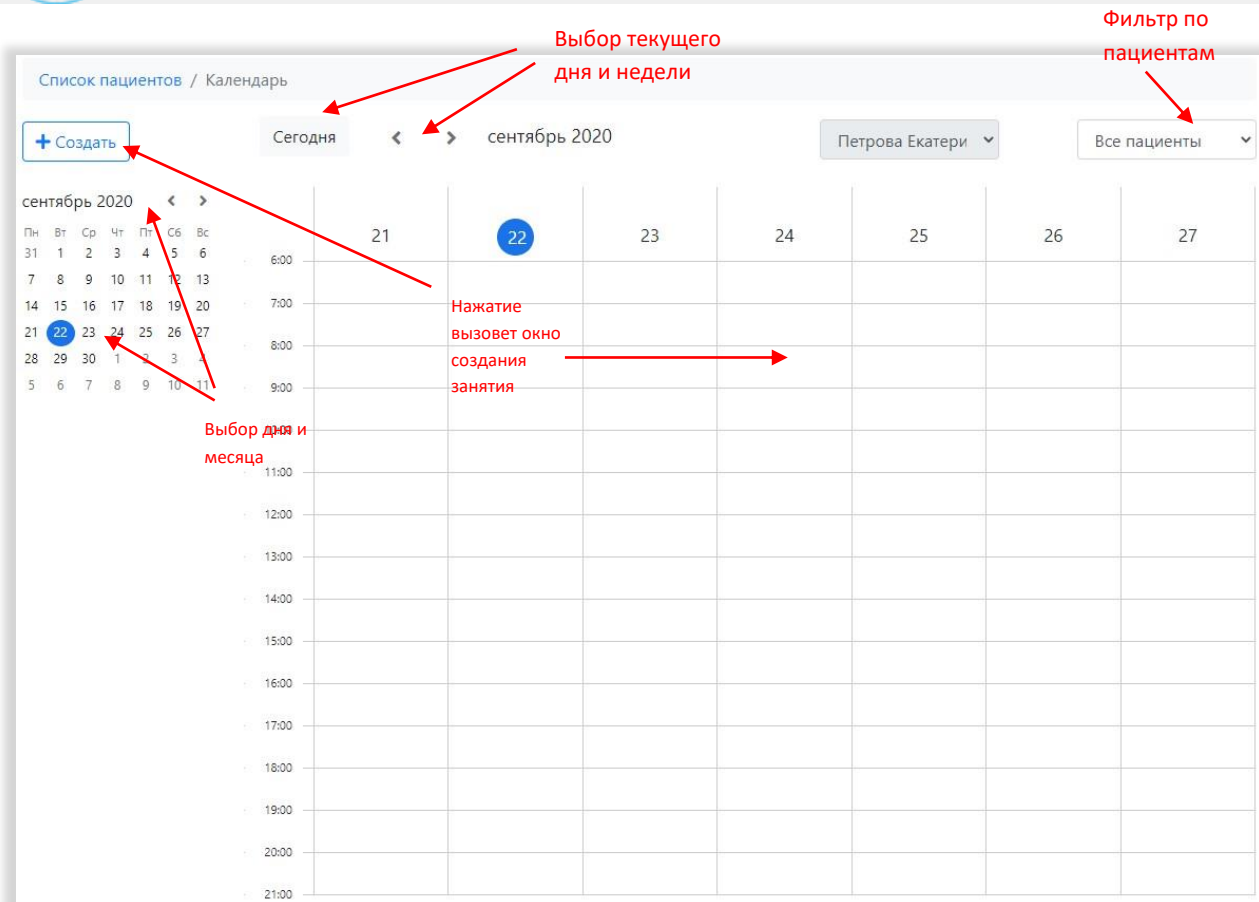 Фильтр по
пациентам
Выбор текущего
дня и недели
Список пациентов / Календарь
+ Создать
Сегодня < > сентябрь 2020
Петрова Екатери
Все пациенты
сентябрь 2020 < >
Пн Вт Ср Чт Пт Сб Вс
31 1 2 3 4 5 6
7 8 9 10 11 12 13
14 15 16 17 18 19 20
21 22 23 24 25 26 27
28 29 30 1 2 3 4
5 6 7 8 9 10 11
21 22 23 24 25 26 27
Нажатие
вызовет окно
создания
занятия
Выбор дня и
месяца
6:00
7:00
8:00
9:00
10:00
11:00
12:00
13:00
14:00
15:00
16:00
17:00
18:00
19:00
20:00
21:00